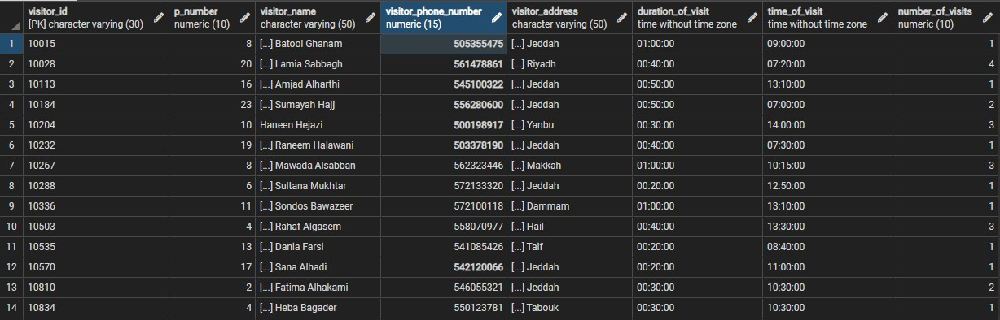 visitor_id p_number visitor_name visitor_phone_number visitor_address duration_of_visit time_of_visit number_of_visits
[PK] character varying (30) numeric (10) character varying (50) numeric (15) character varying (50) time without time zone time without time zone numeric (10)
1 10015 8 [...] Batool Ghanam 505355475 [...] Jeddah 01:00:00 09:00:00 1
2 10028 20 [...] Lamia Sabbagh 561478861 [...] Riyadh 00:40:00 07:20:00 4
3 10113 16 [...] Amjad Alharthi 545100322 [...] Jeddah 00:50:00 13:10:00 1
4 10184 23 [...] Sumayah Hajj 556280600 [...] Jeddah 00:50:00 07:00:00 2
5 10204 10 Haneen Hejazi 500198917 [...] Yanbu 00:30:00 14:00:00 3
6 10232 19 [...] Raneem Halawani 503378190 [...] Jeddah 00:40:00 07:30:00 1
7 10267 8 [...] Mawada Alsabban 562323446 [...] Makkah 01:00:00 10:15:00 3
8 10288 6 [...] Sultana Mukhtar 572133320 [...] Jeddah 00:20:00 12:50:00 1
9 10336 11 [...] Sondos Bawazeer 572100118 [...] Dammam 01:00:00 13:10:00 1
10 10503 4 [...] Rahaf Algasem 558070977 [...] Hail 00:40:00 13:30:00 3
11 10535 13 [...] Dania Farsi 541085426 [...] Taif 00:20:00 08:40:00 1
12 10570 17 [...] Sana Alhadi 542120066 [...] Jeddah 00:20:00 11:00:00 1
13 10810 2 [...] Fatima Alhakami 546055321 [...] Jeddah 00:30:00 10:30:00 2
14 10834 4 [...] Heba Bagader 550123781 [...] Tabouk 00:30:00 10:30:00 1